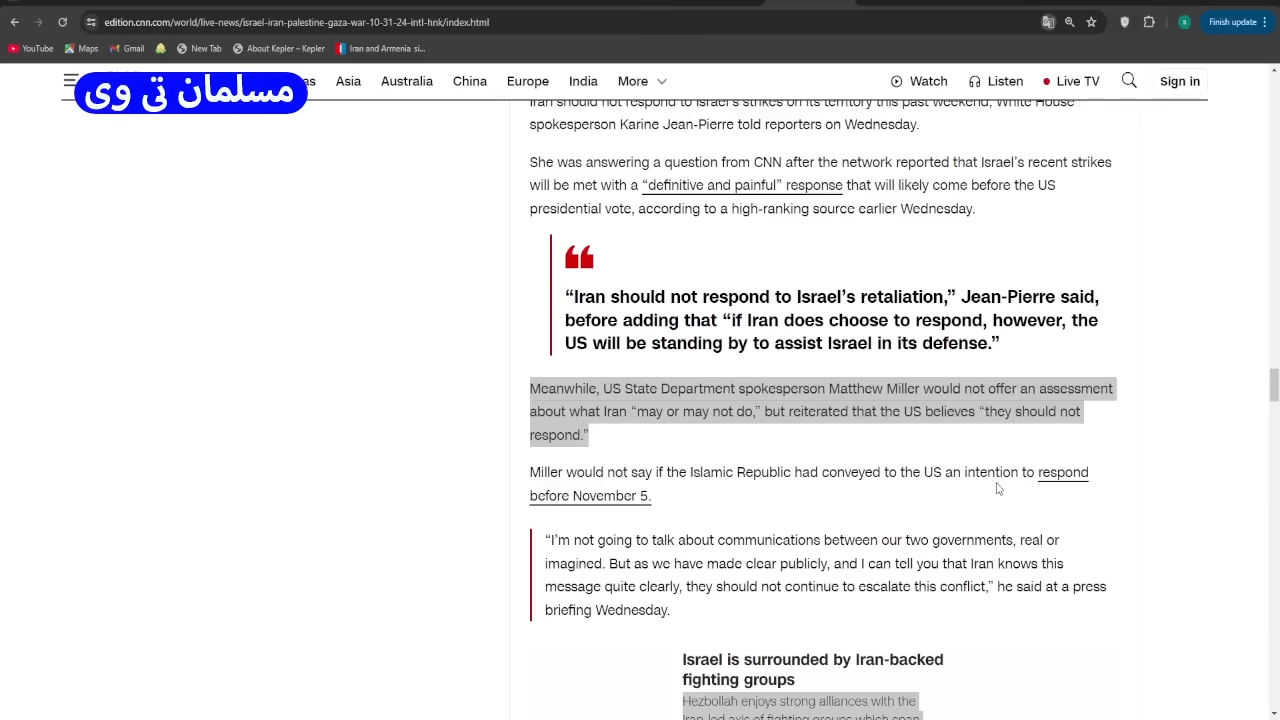 edition.cnn.com/world/live-news/israel-iran-palestine-gaza-war-10-31-24-intl-hnk/index.html
S
Finish update
YouTube
Maps
Gmail
New Tab
About Kepler – Kepler
Iran and Armenia si...
مسلمان تی وی
Asia
Australia
China
Europe
India
More
Watch
Listen
Live TV
Sign in
Iran should not respond to Israel's strikes on its territory this past weekend, White House
spokesperson Karine Jean-Pierre told reporters on Wednesday.
She was answering a question from CNN after the network reported that Israel's recent strikes
will be met with a “definitive and painful” response that will likely come before the US
presidential vote, according to a high-ranking source earlier Wednesday.
“Iran should not respond to Israel’s retaliation,” Jean-Pierre said,
before adding that “if Iran does choose to respond, however, the
US will be standing by to assist Israel in its defense.”
Meanwhile, US State Department spokesperson Matthew Miller would not offer an assessment
about what Iran “may or may not do,” but reiterated that the US believes “they should not
respond.”
Miller would not say if the Islamic Republic had conveyed to the US an intention to respond
before November 5.
“I’m not going to talk about communications between our two governments, real or
imagined. But as we have made clear publicly, and I can tell you that Iran knows this
message quite clearly, they should not continue to escalate this conflict,” he said at a press
briefing Wednesday.
Israel is surrounded by Iran-backed
fighting groups
Hezbollah enjoys strong alliances with the
Iran-led axis of fighting groups which span